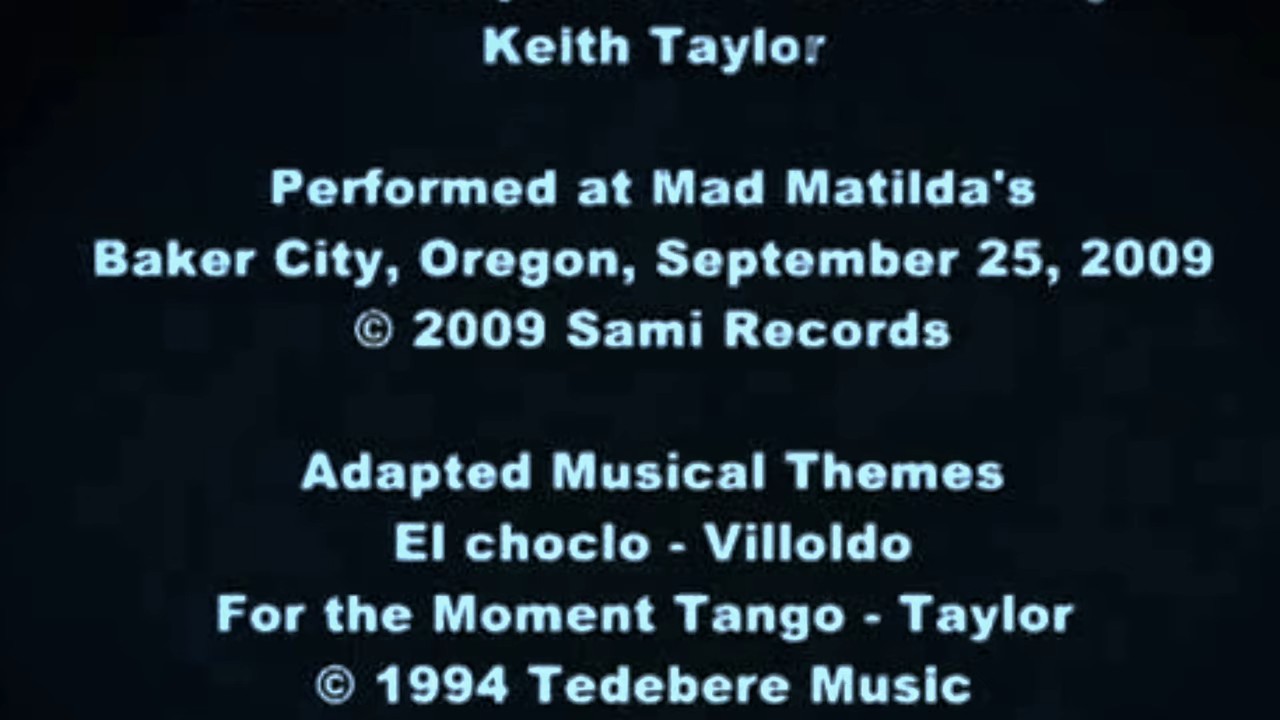 Keith Taylor
Performed at Mad Matilda's
Baker City, Oregon, September 25, 2009
© 2009 Sami Records
Adapted Musical Themes
El choclo - Villoldo
For the Moment Tango - Taylor
© 1994 Tedebere Music